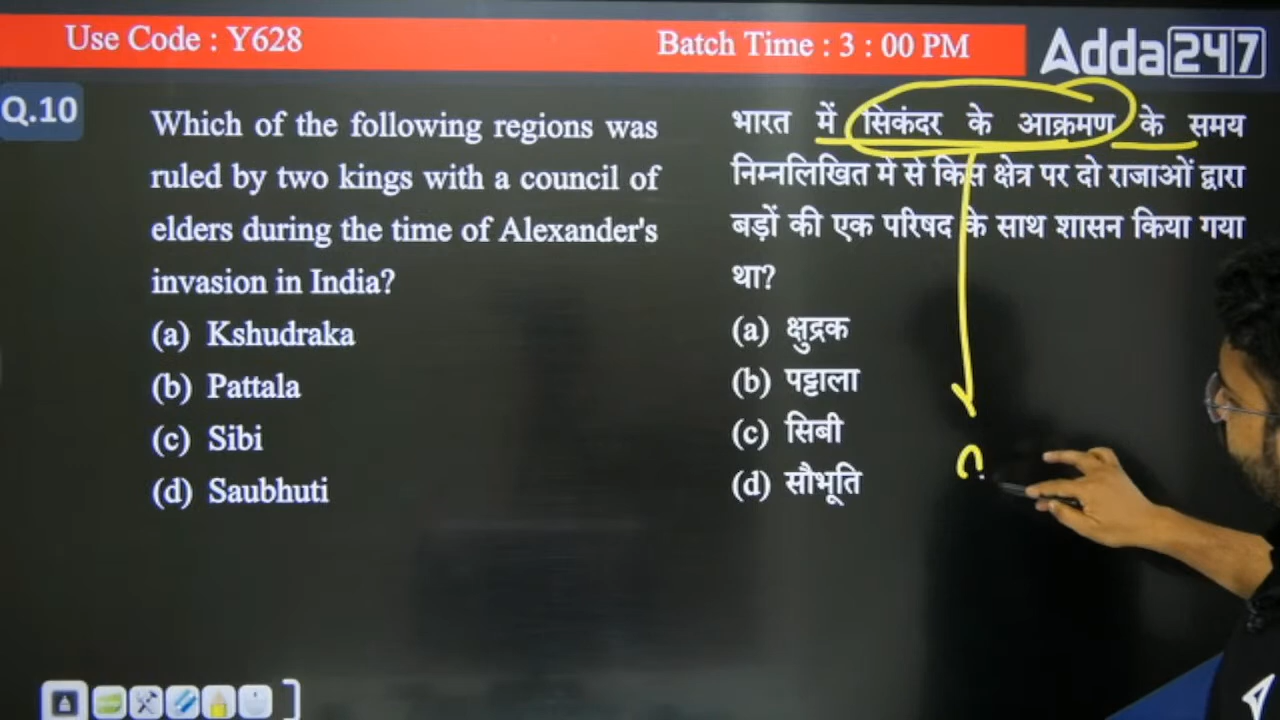 Use Code : Y628
Batch Time : 3 : 00 PM
Adda247
Q.10
Which of the following regions was
ruled by two kings with a council of
elders during the time of Alexander's
invasion in India?
(a) Kshudraka
(b) Pattala
(c) Sibi
(d) Saubhuti
भारत में सिकंदर के आक्रमण के समय
निम्नलिखित में से किस क्षेत्र पर दो राजाओं द्वारा
बड़ों की एक परिषद के साथ शासन किया गया
था?
(a) क्षुद्रक
(b) पट्टाला
(c) सिबी
(d) सौभूति
?